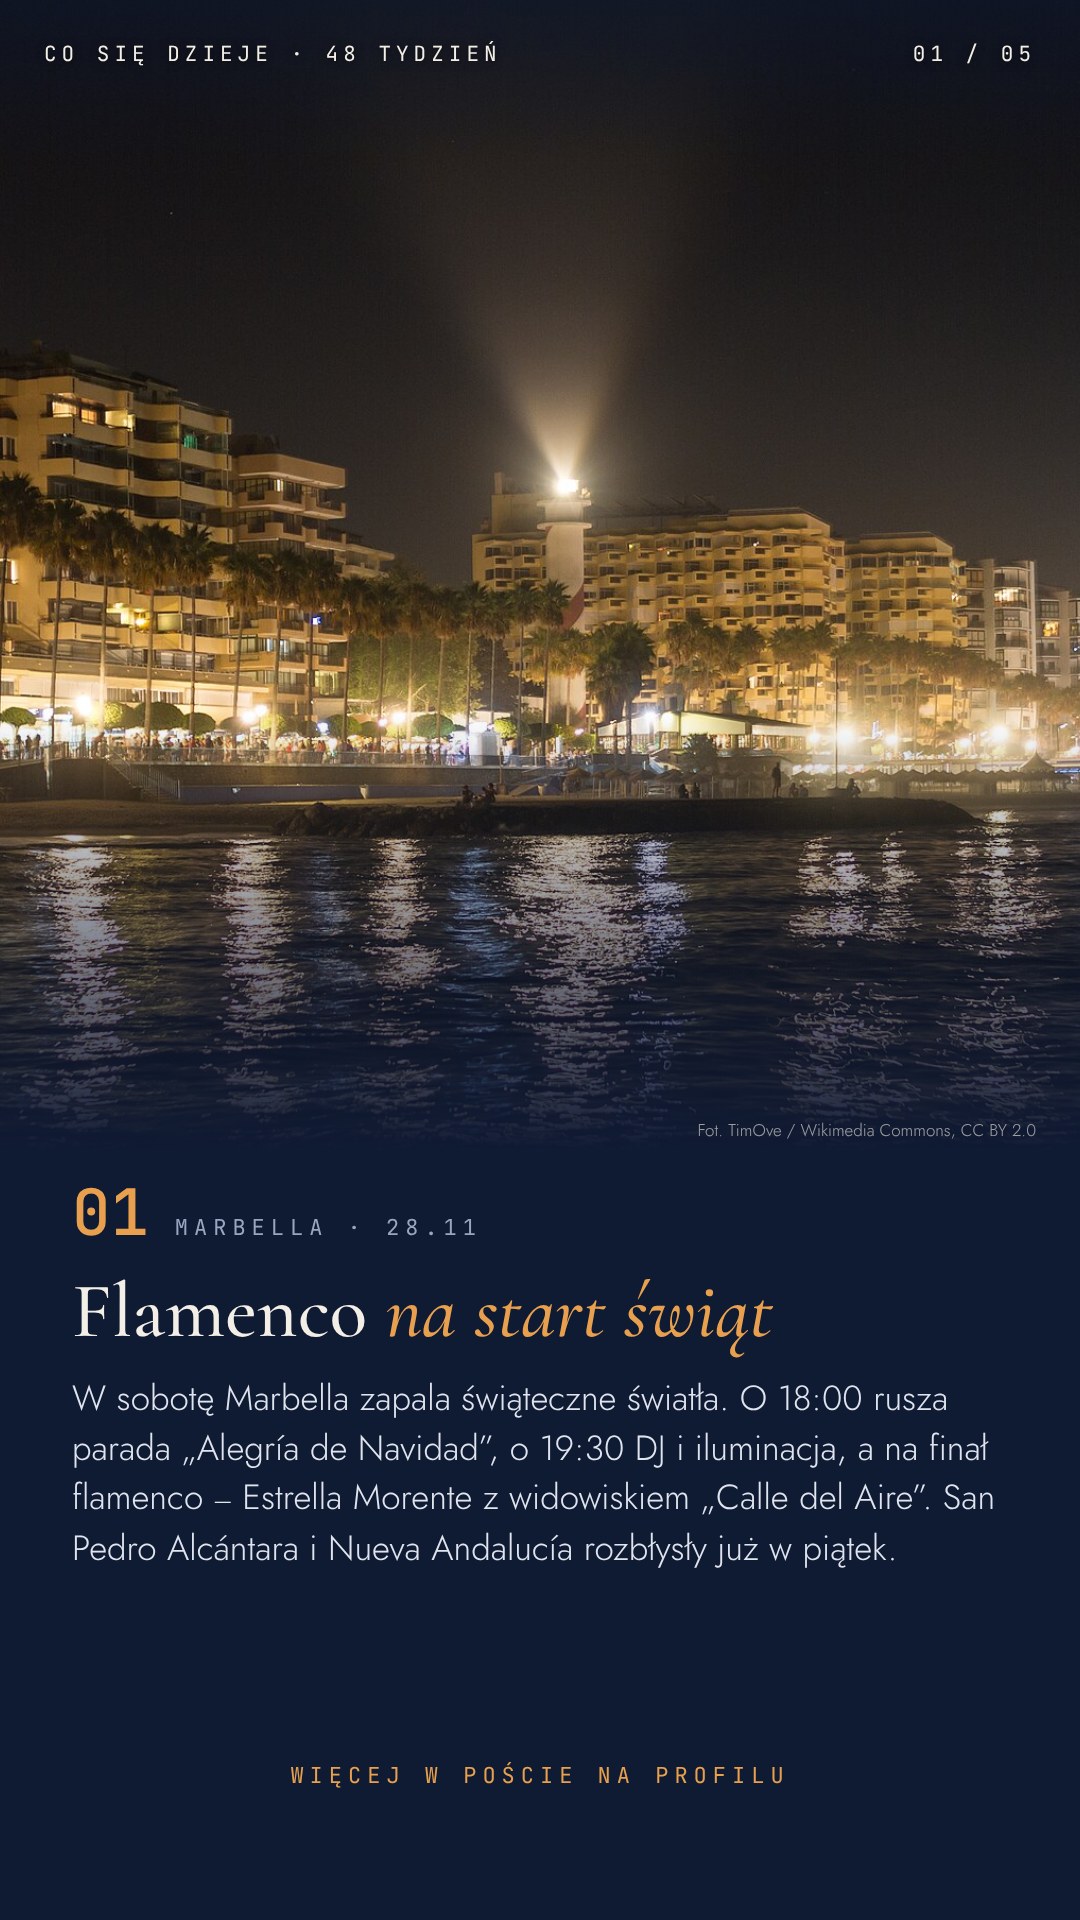 CO SIĘ DZIEJE · 48 TYDZIEŃ
01 / 05
Fot. TimOve / Wikimedia Commons, CC BY 2.0
01 MARBELLA · 28.11
Flamenco na start świąt
W sobotę Marbella zapala świąteczne światła. O 18:00 rusza
parada „Alegría de Navidad”, o 19:30 DJ i iluminacja, a na finał
flamenco – Estrella Morente z widowiskiem „Calle del Aire”. San
Pedro Alcántara i Nueva Andalucía rozbłysły już w piątek.
WIĘCEJ W POŚCIE NA PROFILU